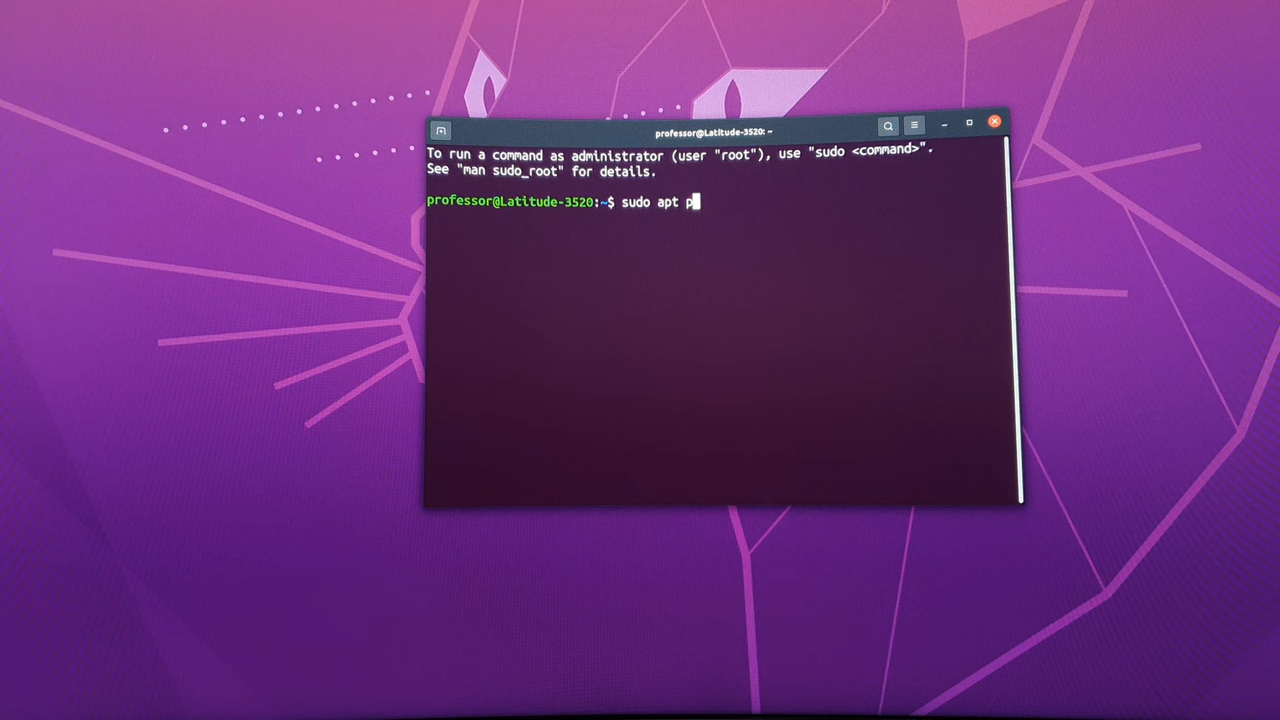 professor@Latitude-3520: ~
To run a command as administrator (user "root"), use "sudo <command>".
See "man sudo_root" for details.
professor@Latitude-3520:~$ sudo apt p